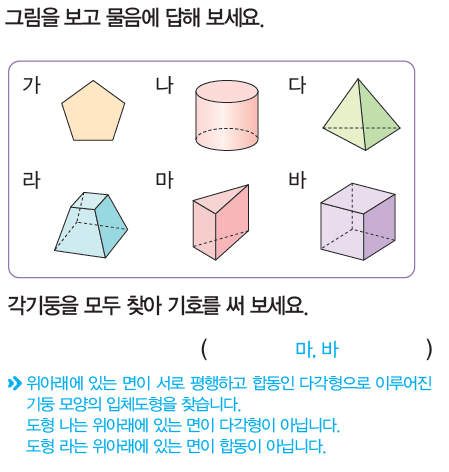 그림을 보고 물음에 답해 보세요.
가 나 다
라 마 바
각기둥을 모두 찾아 기호를 써 보세요.
( 마, 바 )
≫ 위아래에 있는 면이 서로 평행하고 합동인 다각형으로 이루어진
기둥 모양의 입체도형을 찾습니다.
도형 나는 위아래에 있는 면이 다각형이 아닙니다.
도형 라는 위아래에 있는 면이 합동이 아닙니다.